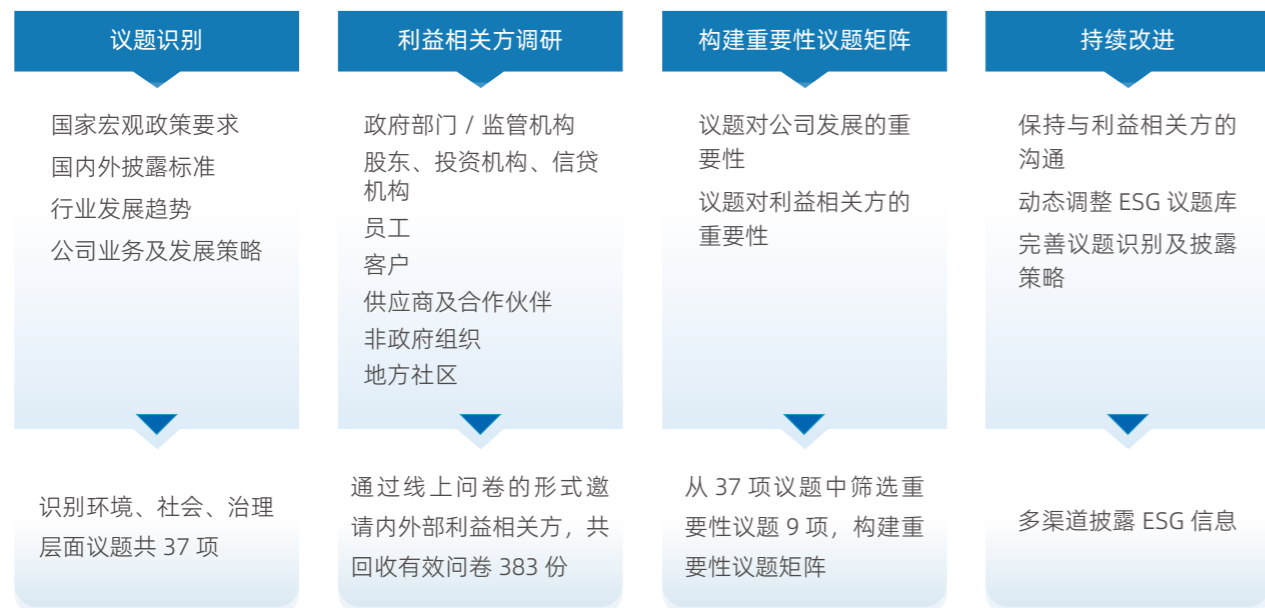 议题识别
国家宏观政策要求
国内外披露标准
行业发展趋势
公司业务及发展策略
识别环境、社会、治理
层面议题共 37 项
利益相关方调研
政府部门 / 监管机构
股东、投资机构、信贷
机构
员工
客户
供应商及合作伙伴
非政府组织
地方社区
通过线上问卷的形式邀
请内外部利益相关方，共
回收有效问卷 383 份
构建重要性议题矩阵
议题对公司发展的重
要性
议题对利益相关方的
重要性
从 37 项议题中筛选重
要性议题 9 项，构建重
要性议题矩阵
持续改进
保持与利益相关方的
沟通
动态调整 ESG 议题库
完善议题识别及披露
策略
多渠道披露 ESG 信息